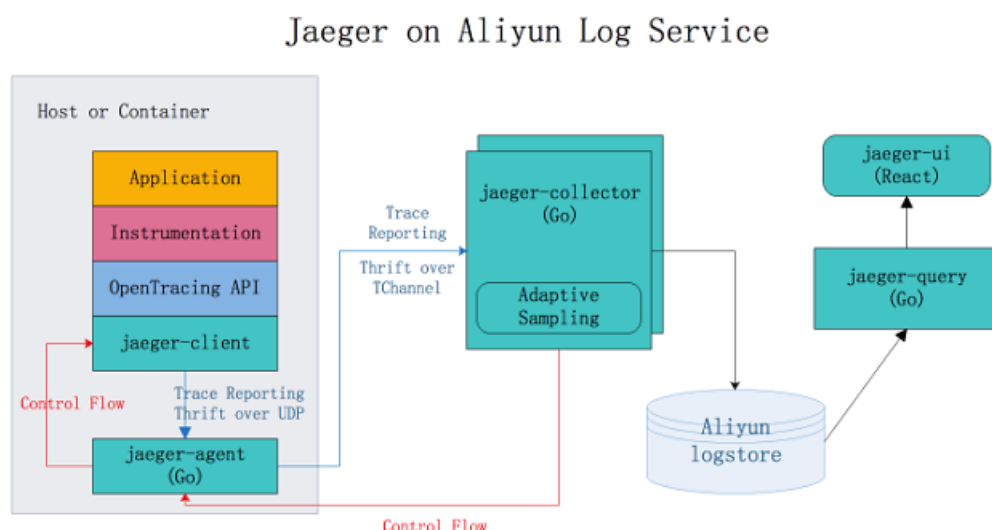 Jaeger on Aliyun Log Service
Host or Container
Application
Instrumentation
OpenTracing API
jaeger-client
Control Flow
Trace Reporting
Thrift over UDP
jaeger-agent
(Go)
Trace
Reporting
Thrift over
TChannel
jaeger-collector
(Go)
Adaptive
Sampling
Control Flow
Aliyun
logstore
jaeger-ui
(React)
jaeger-query
(Go)